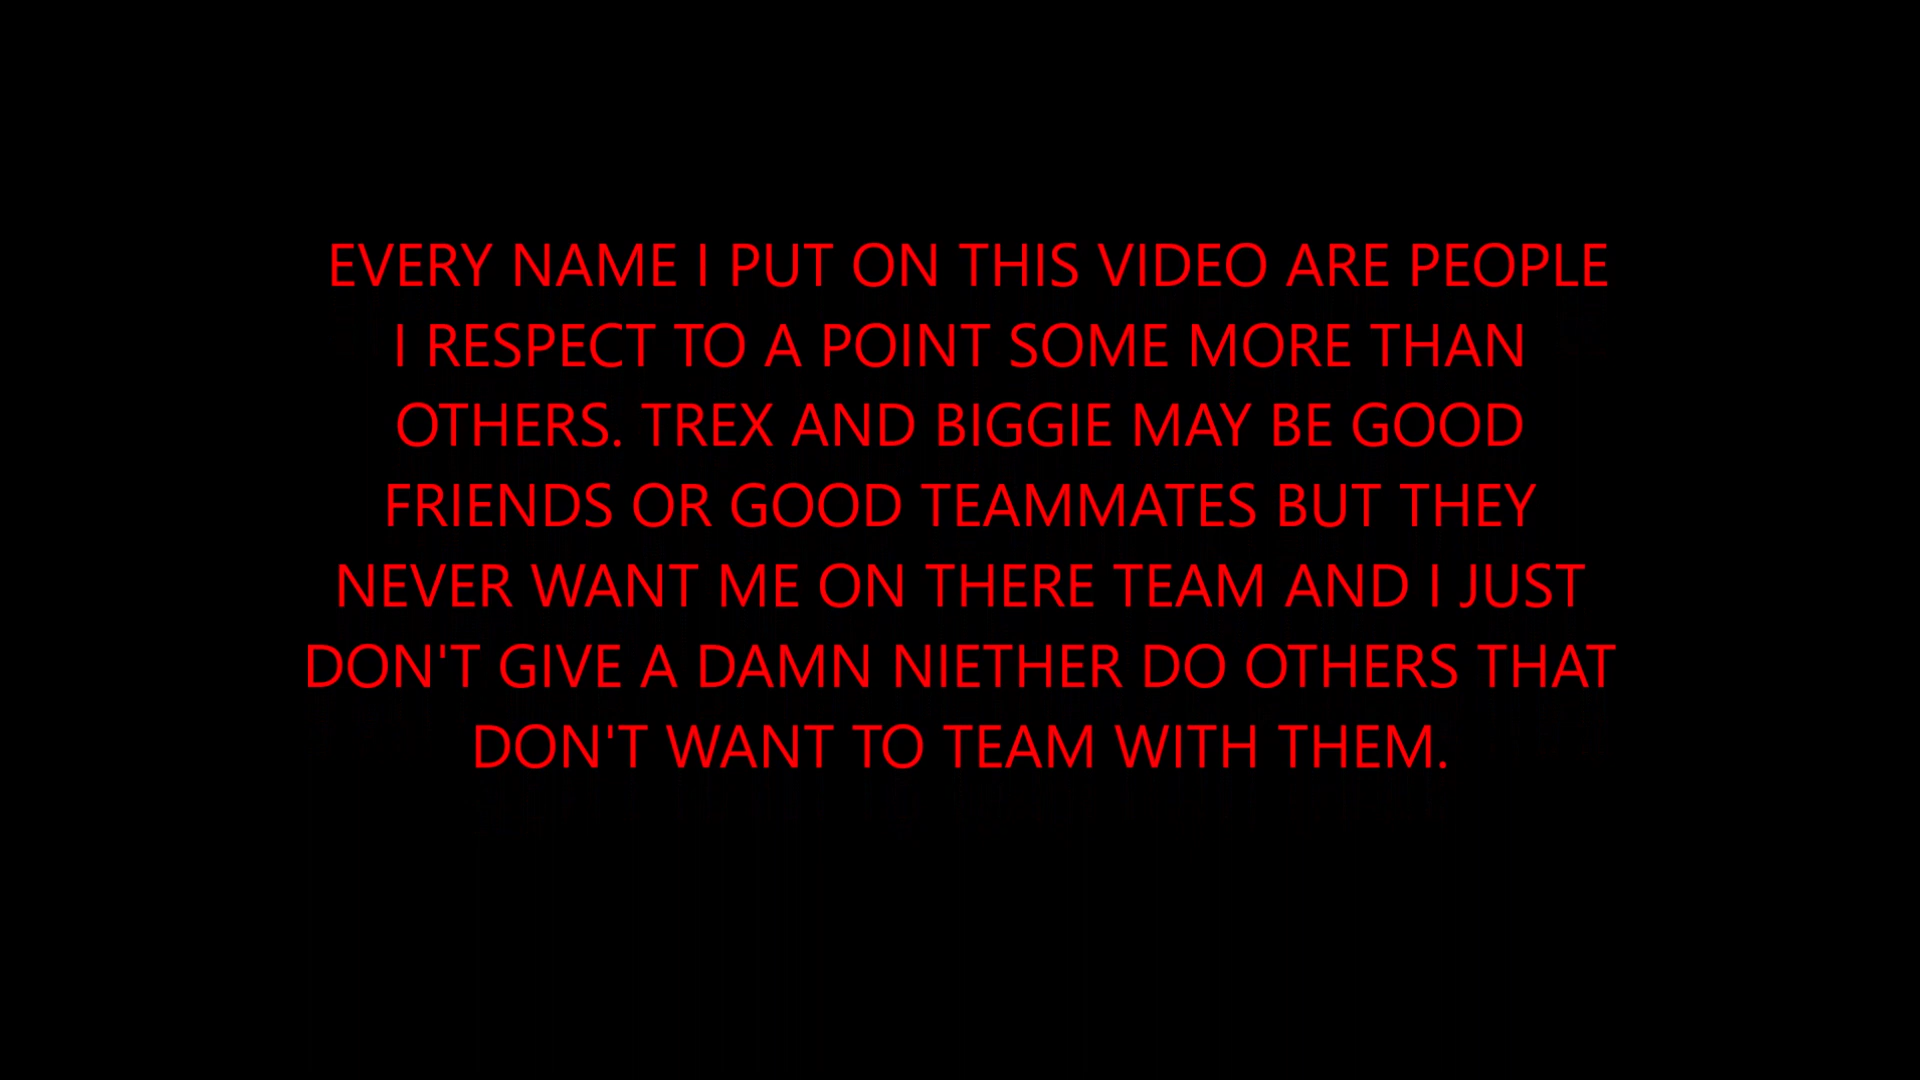 EVERY NAME I PUT ON THIS VIDEO ARE PEOPLE
I RESPECT TO A POINT SOME MORE THAN
OTHERS. TREX AND BIGGIE MAY BE GOOD
FRIENDS OR GOOD TEAMMATES BUT THEY
NEVER WANT ME ON THERE TEAM AND I JUST
DON'T GIVE A DAMN NIETHER DO OTHERS THAT
DON'T WANT TO TEAM WITH THEM.